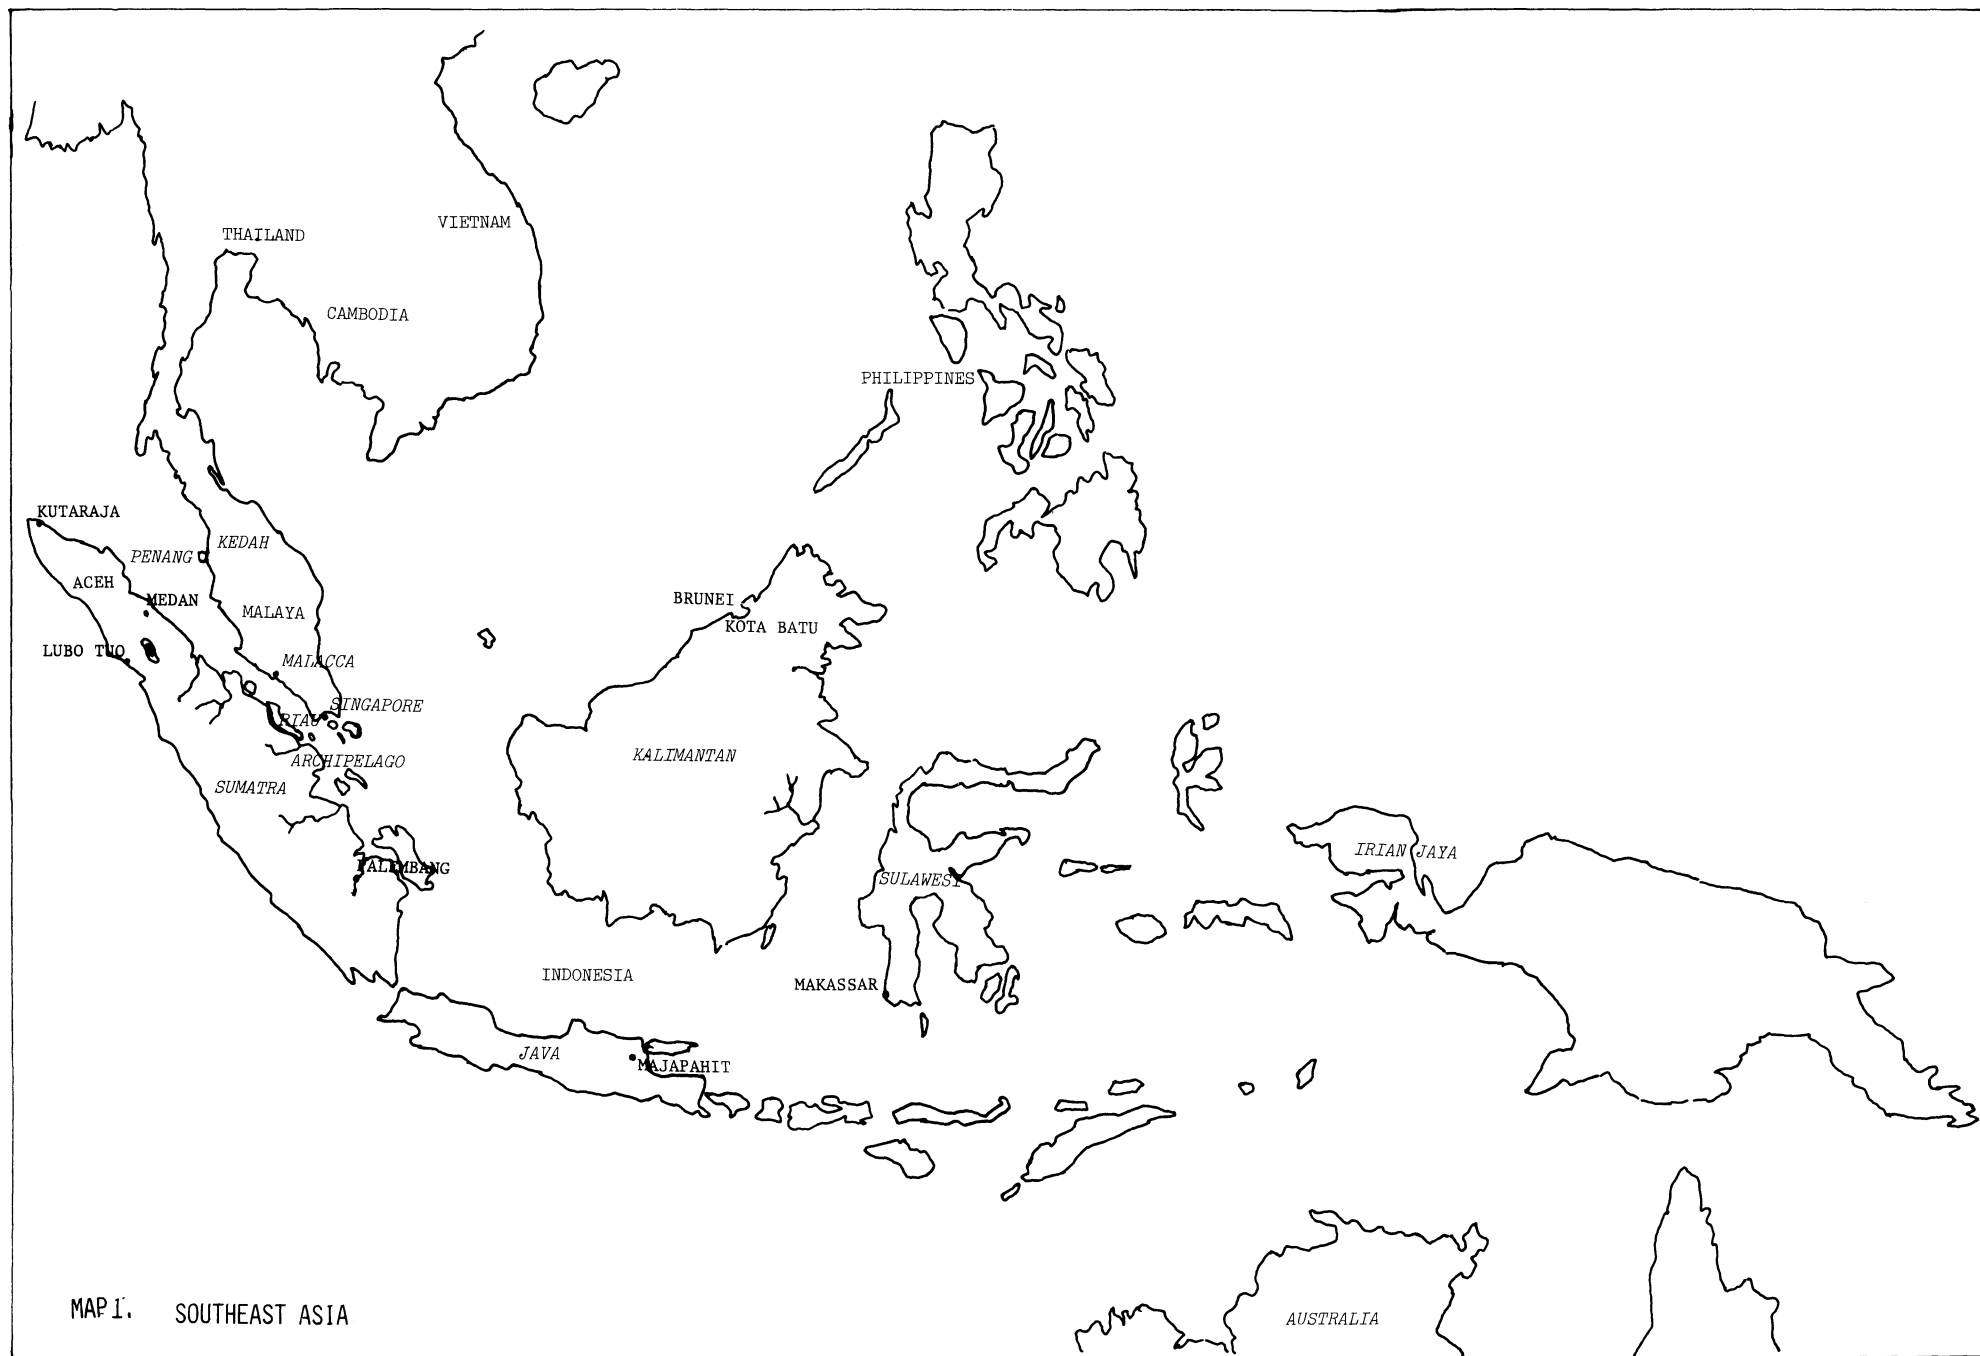 VIETNAM
THAILAND
CAMBODIA
PHILIPPINES
KUTARAJA
KEDAH
PENANG
ACEH
MEDAN
BRUNEI
MALAYA
KOTA BATU
LUBO TUO
MALACCA
SINGAPORE
RIAU
ARCHIPELAGO
KALIMANTAN
SUMATRA
IRIAN JAYA
PALEMBANG
SULAWESI
INDONESIA
MAKASSAR
JAVA
MAJAPAHIT
MAP 1. SOUTHEAST ASIA
AUSTRALIA